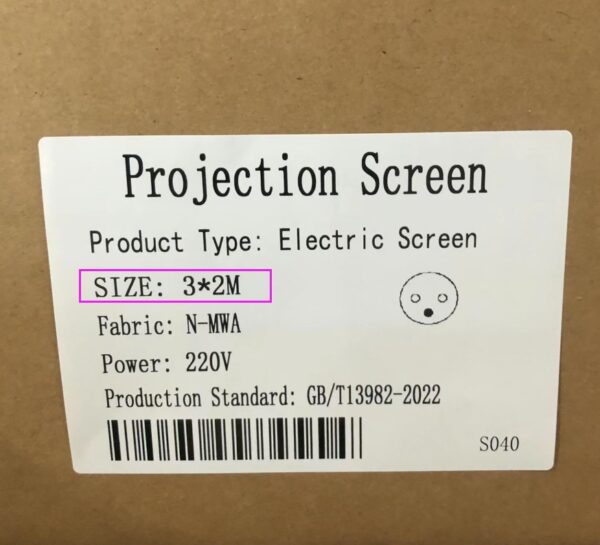 Projection Screen
Product Type: Electric Screen
SIZE: 3*2M
Fabric: N-MWA
Power: 220V
Production Standard: GB/T13982-2022
S040